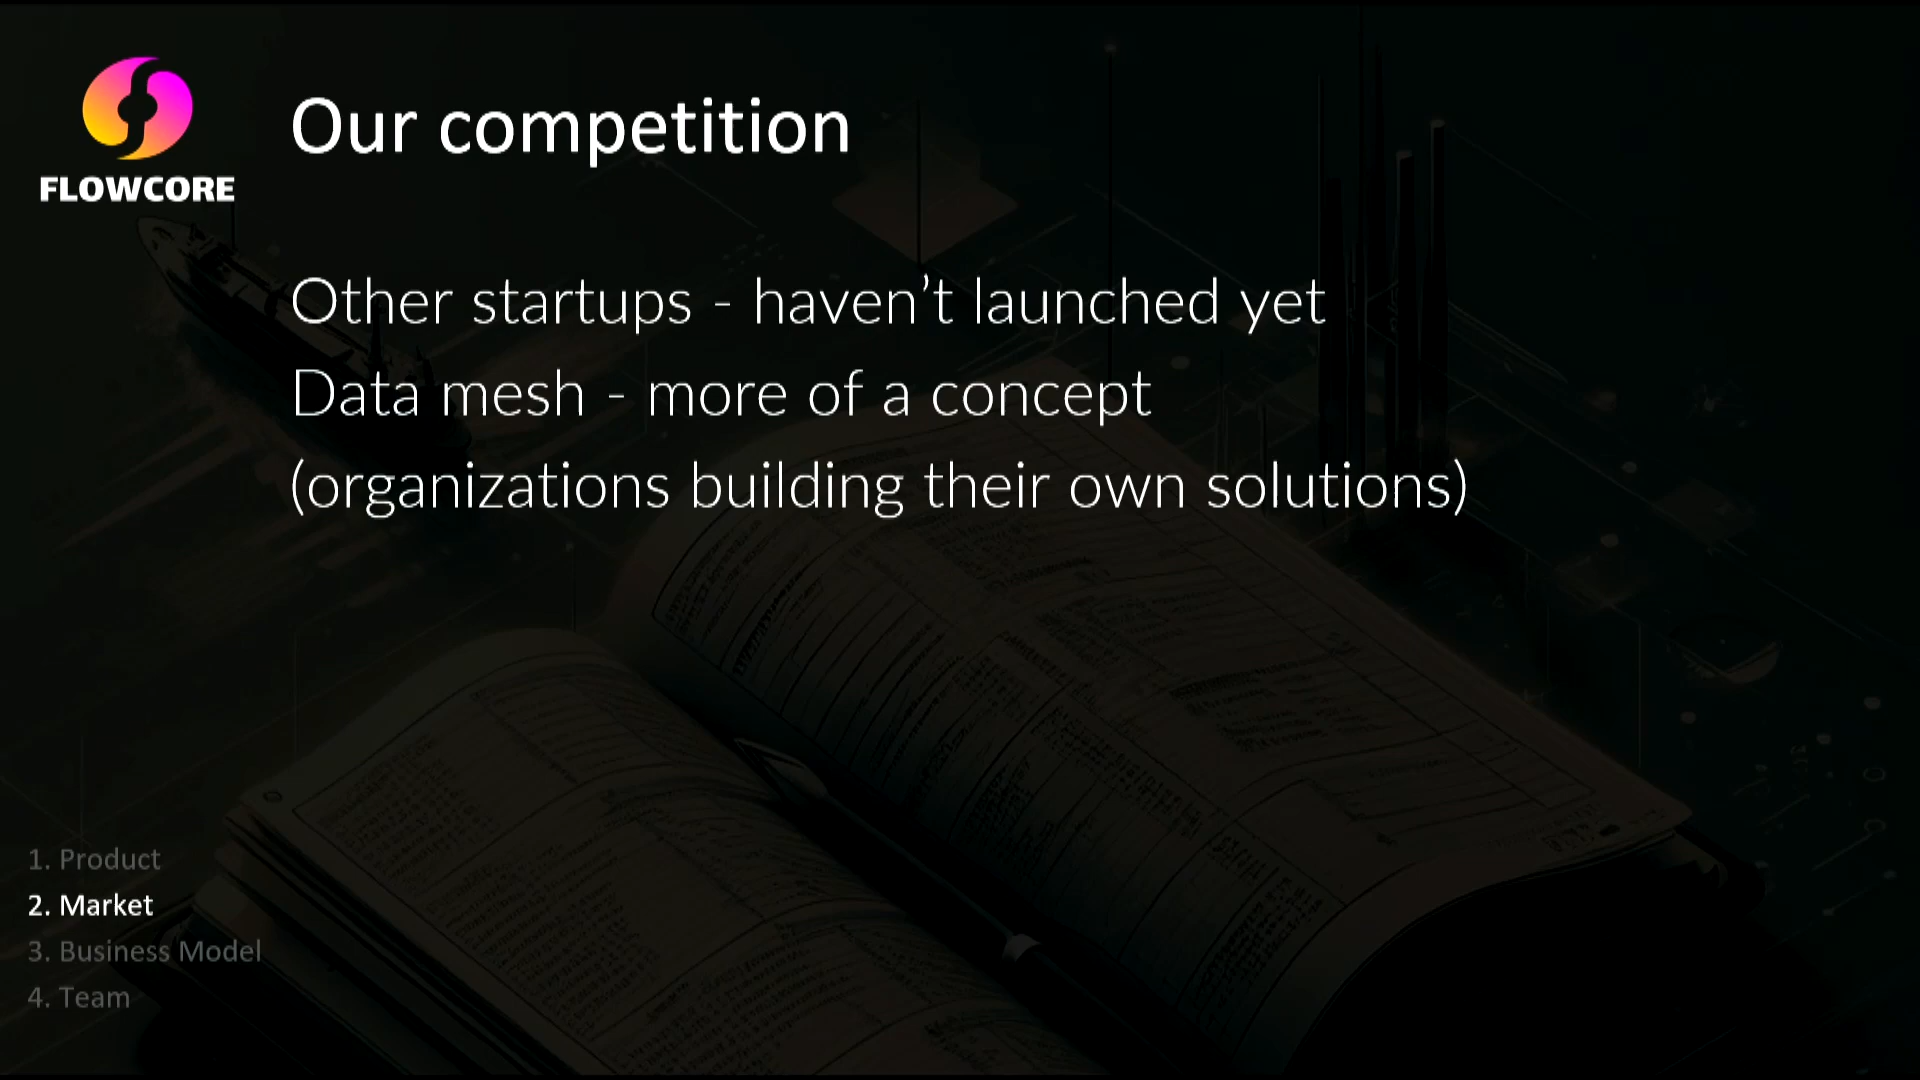 FLOWCORE
Our competition
Other startups - haven’t launched yet
Data mesh - more of a concept
(organizations building their own solutions)
1. Product
2. Market
3. Business Model
4. Team